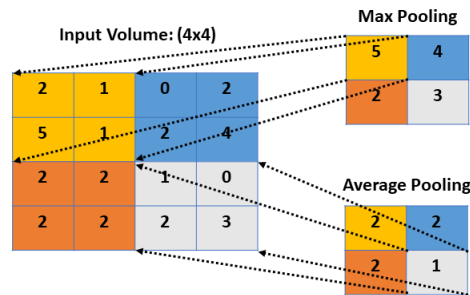 Max Pooling
Input Volume: (4x4)
5 4
2 3
2 1 0 2
5 1 2 4
2 2 1 0
2 2 2 3
Average Pooling
2 2
2 1